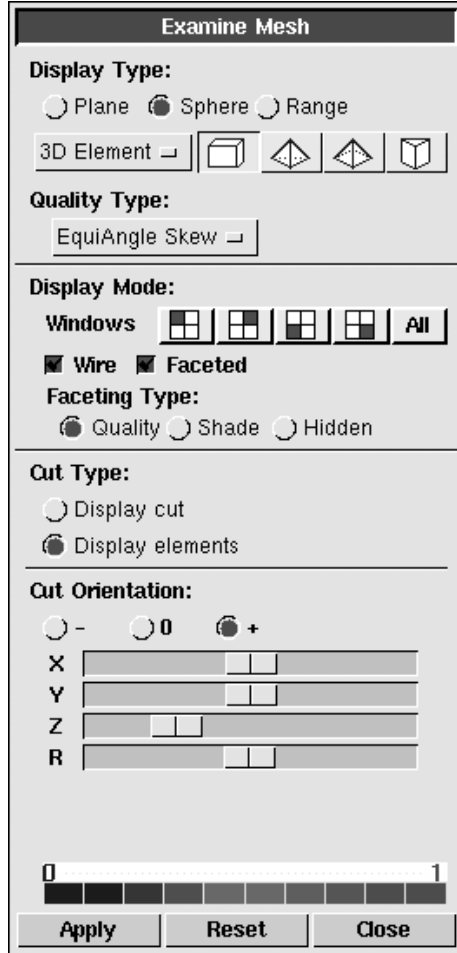 Examine Mesh
Display Type:
Plane Sphere Range
3D Element
Quality Type:
EquiAngle Skew
Display Mode:
Windows All
Wire Faceted
Faceting Type:
Quality Shade Hidden
Cut Type:
Display cut
Display elements
Cut Orientation:
- 0 +
X
Y
Z
R
0 1
Apply Reset Close